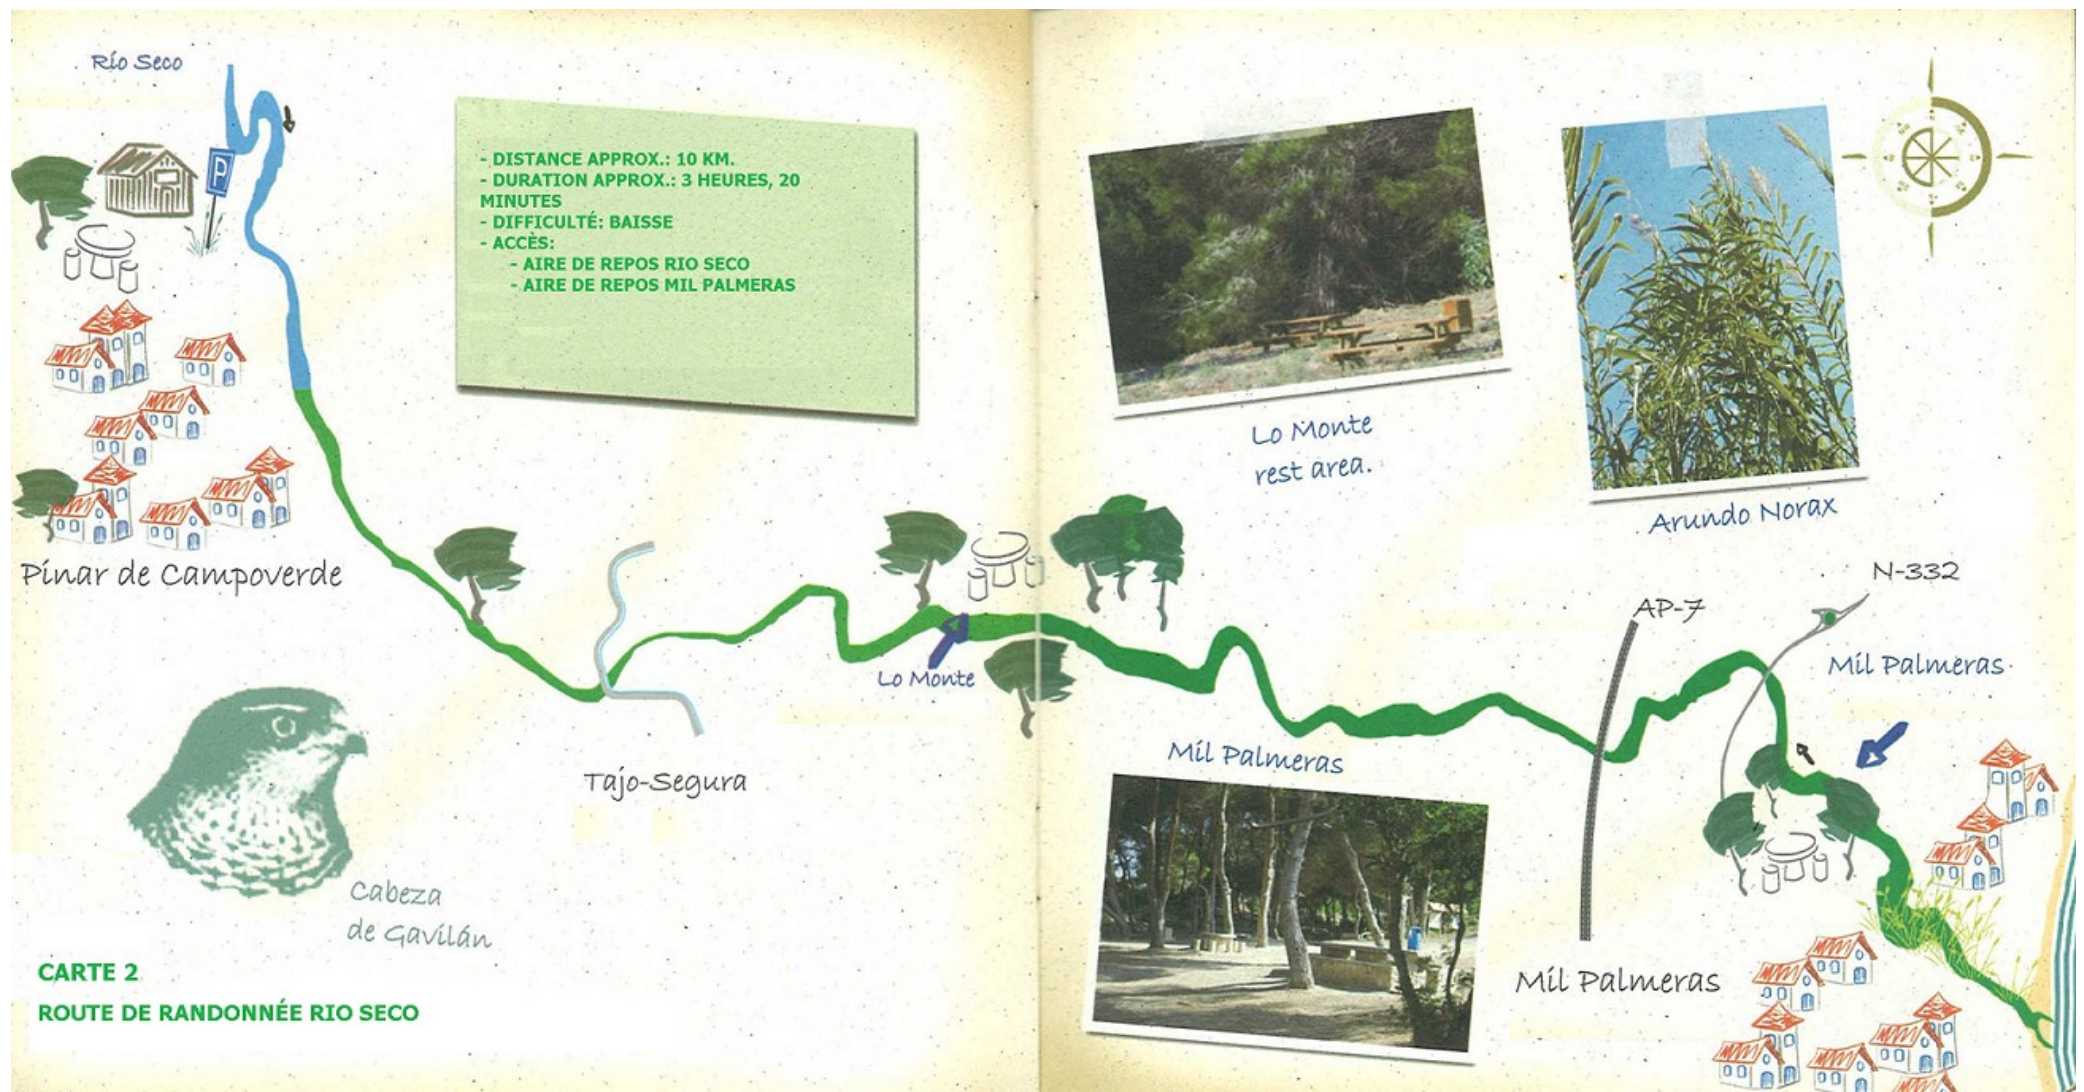 Río Seco
P
- DISTANCE APPROX.: 10 KM.
- DURATION APPROX.: 3 HEURES, 20
MINUTES
- DIFFICULTÉ: BAISSE
- ACCÈS:
- AIRE DE REPOS RIO SECO
- AIRE DE REPOS MIL PALMERAS
Lo Monte
rest area.
Arundo Norax
Pinar de Campoverde
N-332
AP-7
Mil Palmeras
Lo Monte
Mil Palmeras
Tajo-Segura
Cabeza
de Gavilán
CARTE 2
ROUTE DE RANDONNÉE RIO SECO
Mil Palmeras